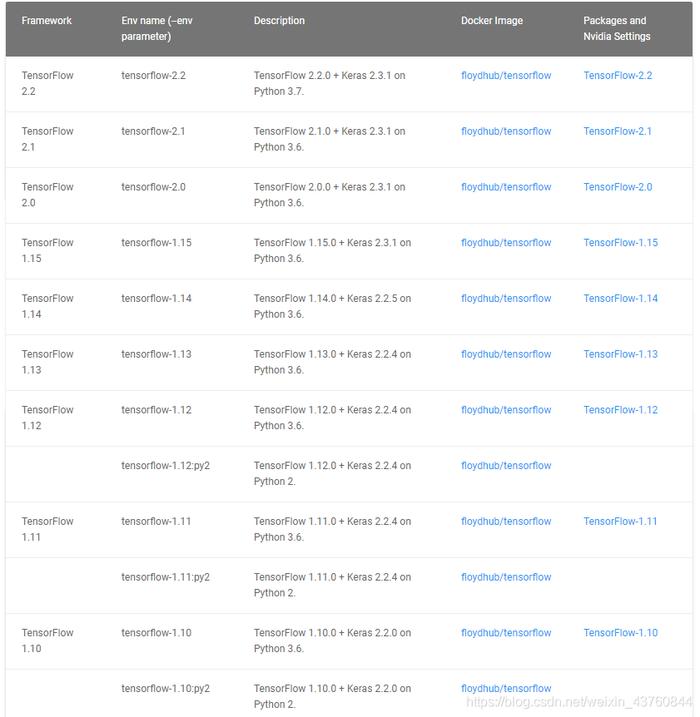 Framework Env name (–env Description Docker Image Packages and
parameter) Nvidia Settings
TensorFlow tensorflow-2.2 TensorFlow 2.2.0 + Keras 2.3.1 on floydhub/tensorflow TensorFlow-2.2
2.2 Python 3.7.
TensorFlow tensorflow-2.1 TensorFlow 2.1.0 + Keras 2.3.1 on floydhub/tensorflow TensorFlow-2.1
2.1 Python 3.6.
TensorFlow tensorflow-2.0 TensorFlow 2.0.0 + Keras 2.3.1 on floydhub/tensorflow TensorFlow-2.0
2.0 Python 3.6.
TensorFlow tensorflow-1.15 TensorFlow 1.15.0 + Keras 2.3.1 on floydhub/tensorflow TensorFlow-1.15
1.15 Python 3.6.
TensorFlow tensorflow-1.14 TensorFlow 1.14.0 + Keras 2.2.5 on floydhub/tensorflow TensorFlow-1.14
1.14 Python 3.6.
TensorFlow tensorflow-1.13 TensorFlow 1.13.0 + Keras 2.2.4 on floydhub/tensorflow TensorFlow-1.13
1.13 Python 3.6.
TensorFlow tensorflow-1.12 TensorFlow 1.12.0 + Keras 2.2.4 on floydhub/tensorflow TensorFlow-1.12
1.12 Python 3.6.
tensorflow-1.12:py2 TensorFlow 1.12.0 + Keras 2.2.4 on floydhub/tensorflow
Python 2.
TensorFlow tensorflow-1.11 TensorFlow 1.11.0 + Keras 2.2.4 on floydhub/tensorflow TensorFlow-1.11
1.11 Python 3.6.
tensorflow-1.11:py2 TensorFlow 1.11.0 + Keras 2.2.4 on floydhub/tensorflow
Python 2.
TensorFlow tensorflow-1.10 TensorFlow 1.10.0 + Keras 2.2.0 on floydhub/tensorflow TensorFlow-1.10
1.10 Python 3.6.
tensorflow-1.10:py2 TensorFlow 1.10.0 + Keras 2.2.0 on floydhub/tensorflow
Python 2.
https://blog.csdn.net/weixin_43760844